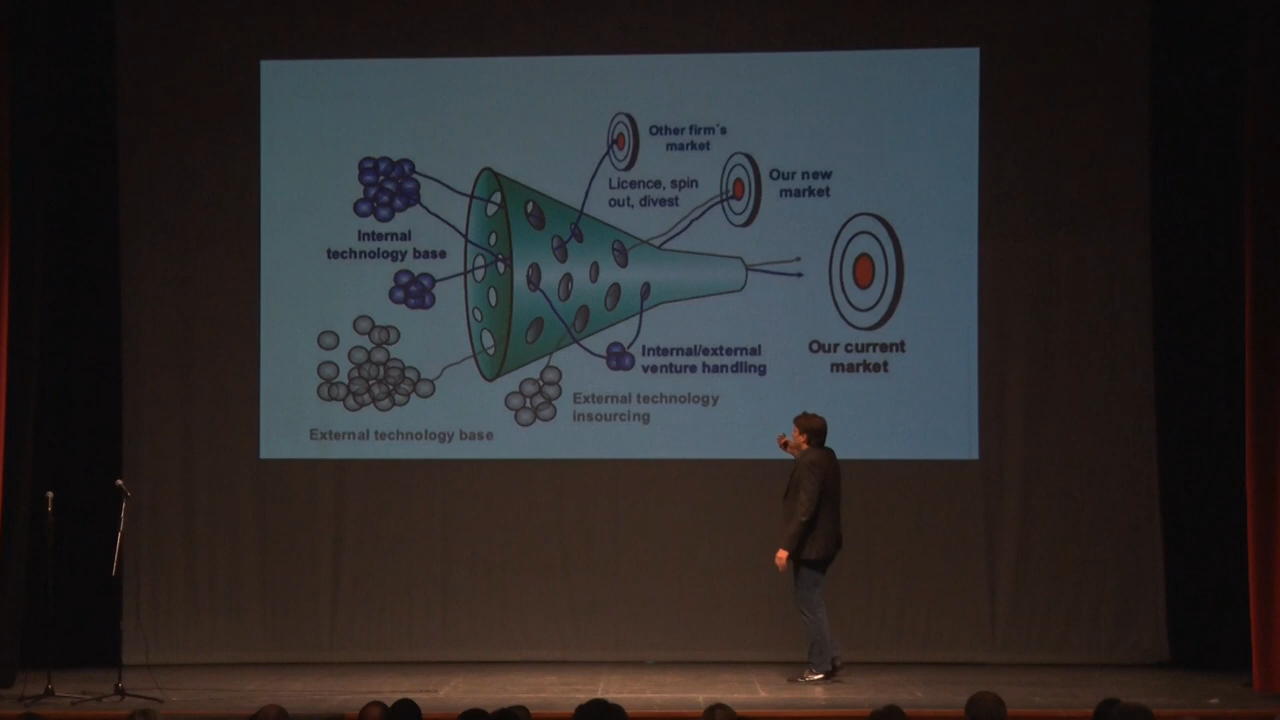 Other firm´s
market
Licence, spin
out, divest
Our new
market
Internal
technology base
Our current
market
Internal/external
venture handling
External technology
insourcing
External technology base